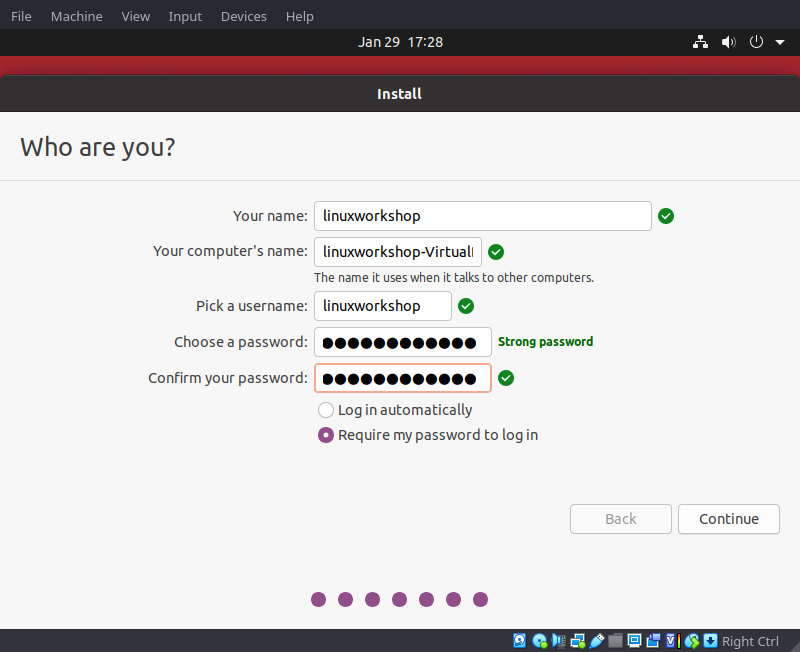 File Machine View Input Devices Help
Jan 29 17:28
Install
Who are you?
Your name: linuxworkshop
Your computer's name: linuxworkshop-Virtual
The name it uses when it talks to other computers.
Pick a username: linuxworkshop
Choose a password: ●●●●●●●●●●●● Strong password
Confirm your password: ●●●●●●●●●●●●
Log in automatically
Require my password to log in
Back Continue
Right Ctrl